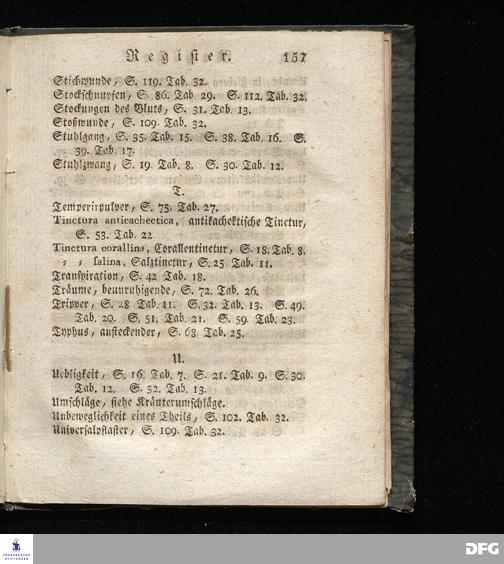 Register. 157
Stichwunde, S. 119. Tab. 32.
Stockschnupfen, S. 86. Tab. 29. S. 112. Tab. 32.
Stockungen des Bluts, S. 31. Tab. 13.
Stoßwunde, S. 109. Tab. 32.
Stuhlgang, S. 35. Tab. 15. S. 38. Tab. 16. S.
39. Tab. 17.
Stuhlzwang, S. 19. Tab. 8. S. 30. Tab. 12.
T.
Temperirpulver, S. 75. Tab. 27.
Tinctura anticachectica, antikachektische Tinctur,
S. 53. Tab. 22
Tinctura corallina, Corallentinctur, S. 18. Tab. 8.
⸗ ⸗ salina, Salztinctur, S. 25. Tab. 11.
Transpiration, S. 42 Tab. 18.
Träume, beunruhigende, S. 72. Tab. 26.
Tripper, S. 28 Tab. 11. S. 32. Tab. 13. S. 49.
Tab. 20. S. 51. Tab. 21. S. 59. Tab. 23.
Typhus, ansteckender, S. 68. Tab. 25.
U.
Uebligkeit, S. 16. Tab. 7. S. 21. Tab. 9. S. 30.
Tab. 12. S. 32. Tab. 13.
Umschläge, siehe Kräuterumschläge.
Unbeweglichkeit eines Theils, S. 102. Tab. 32.
Universalpflaster, S. 109. Tab. 32.
FRANCKESCHE
STIFTUNGEN
DFG